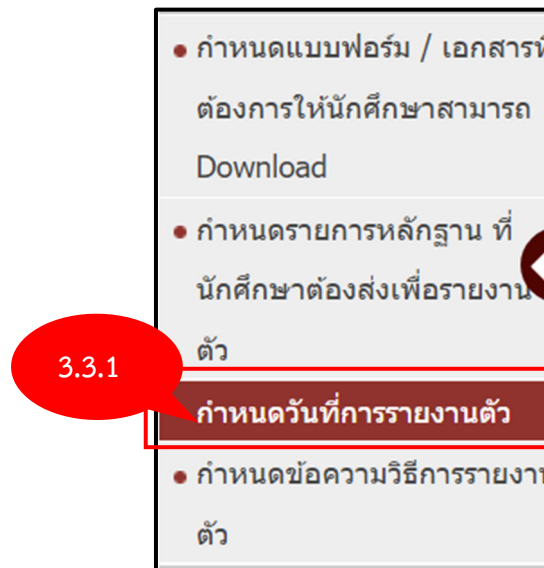 กำหนดแบบฟอร์ม / เอกสารที่
ต้องการให้นักศึกษาสามารถ
Download
กำหนดรายการหลักฐาน ที่
นักศึกษาต้องส่งเพื่อรายงาน
ตัว
3.3.1
กำหนดวันที่การรายงานตัว
กำหนดข้อความวิธีการรายงาน
ตัว